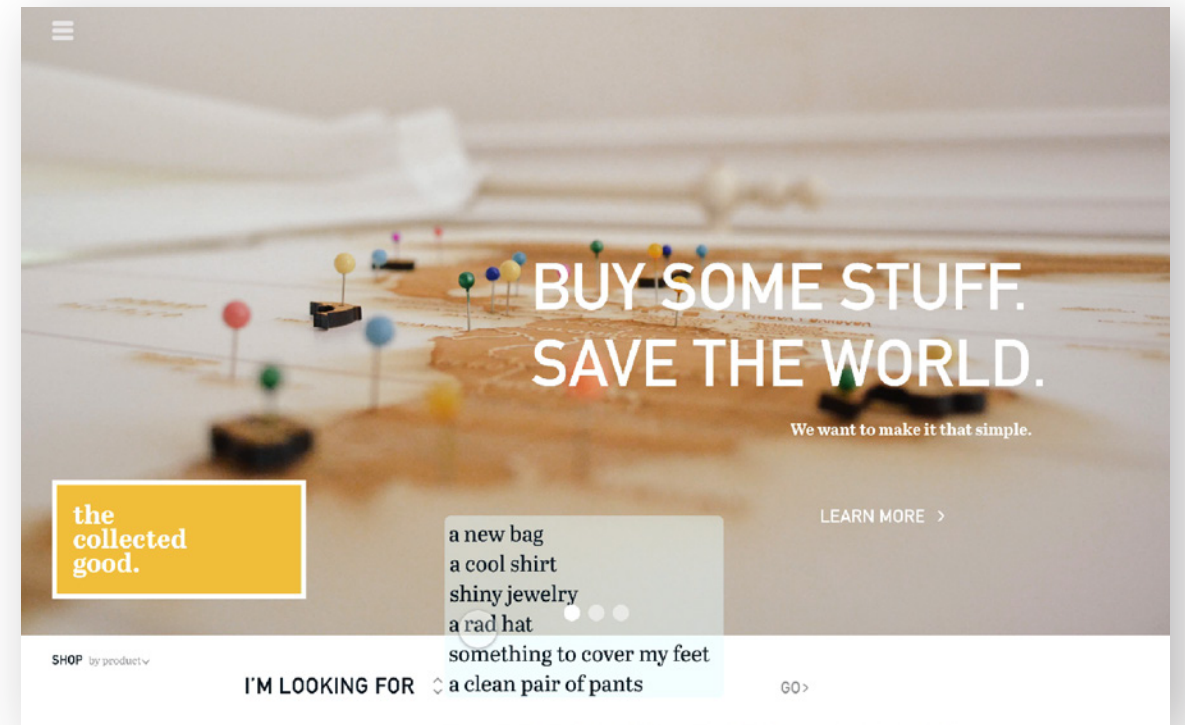 BUY SOME STUFF.
SAVE THE WORLD.
We want to make it that simple.
LEARN MORE >
the
collected
good.
a new bag
a cool shirt
shiny jewelry
a rad hat
something to cover my feet
a clean pair of pants
SHOP by product
I'M LOOKING FOR
GO>